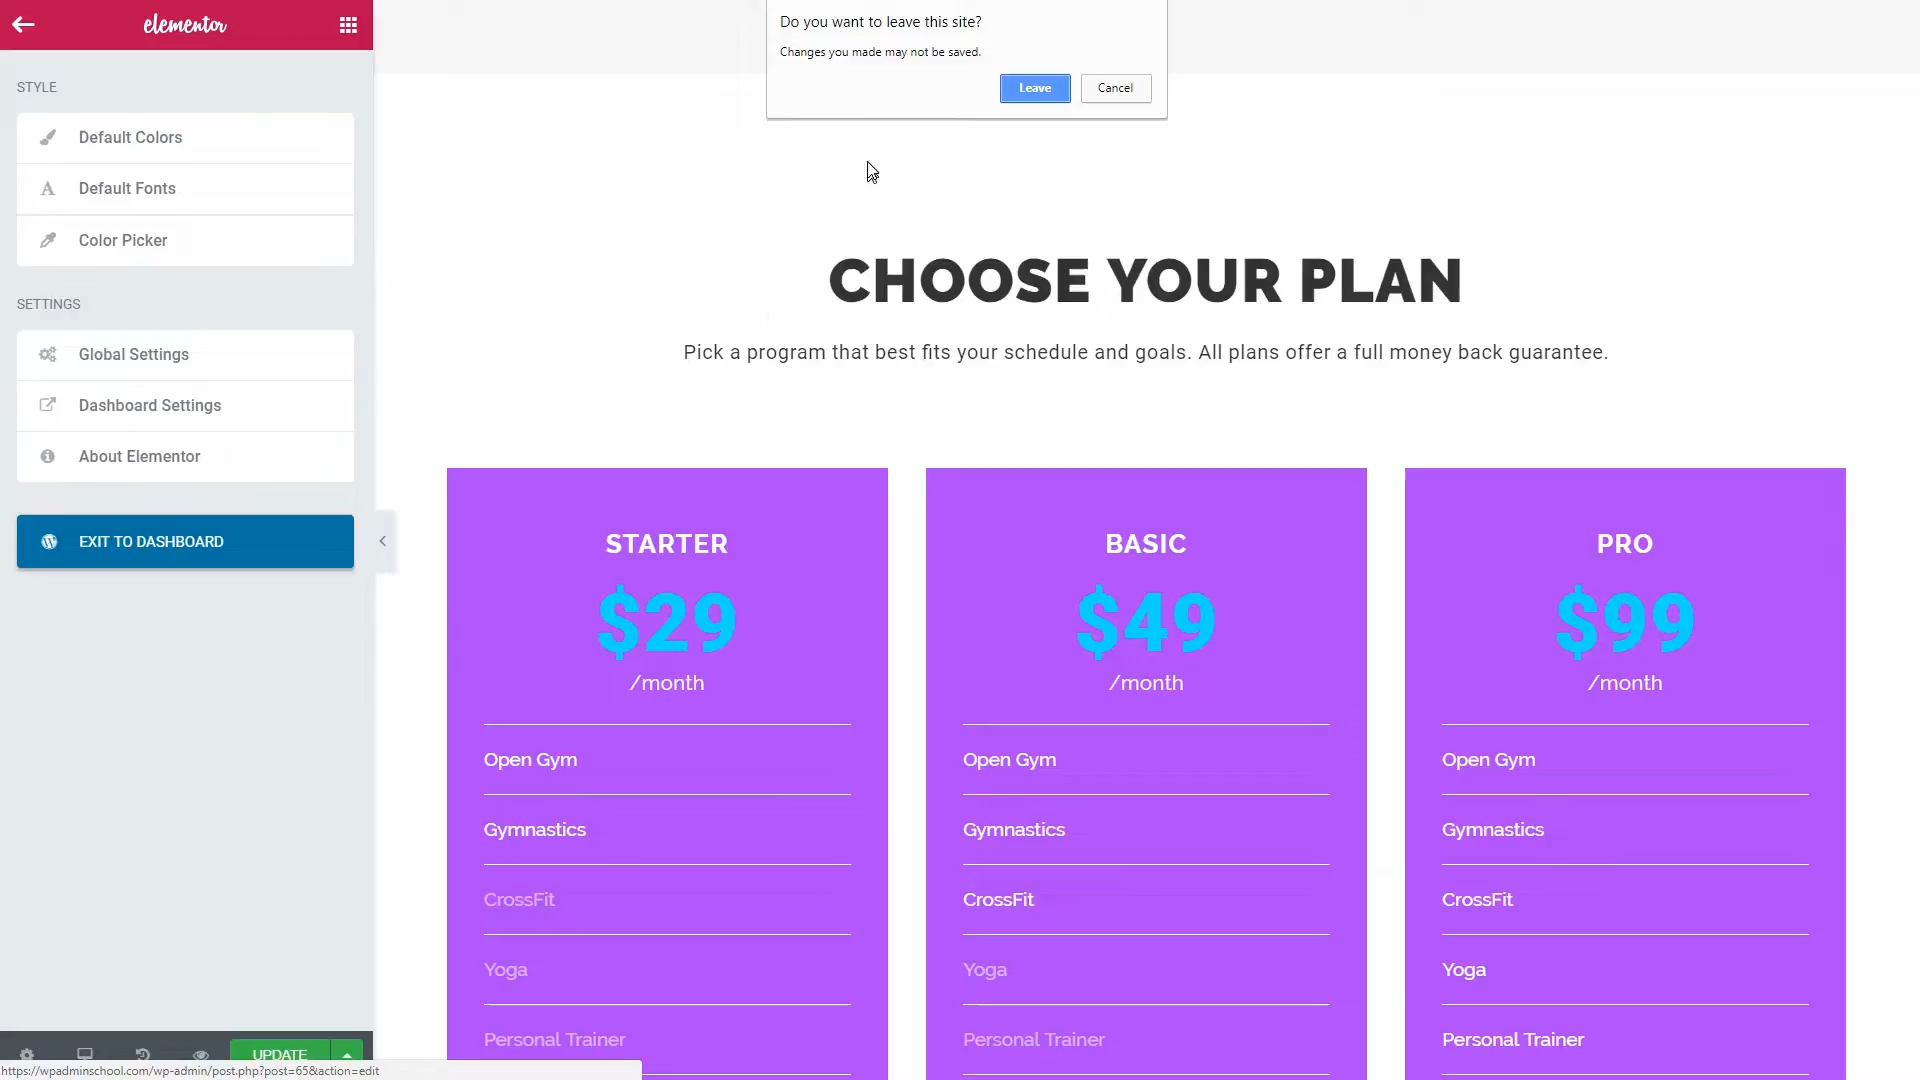 elementor
STYLE
Default Colors
Default Fonts
Color Picker
SETTINGS
Global Settings
Dashboard Settings
About Elementor
EXIT TO DASHBOARD
UPDATE
https://wpadminschool.com/wp-admin/post.php?post=65&action=edit
Do you want to leave this site?
Changes you made may not be saved.
Leave
Cancel
CHOOSE YOUR PLAN
Pick a program that best fits your schedule and goals. All plans offer a full money back guarantee.
STARTER
$29
/month
Open Gym
Gymnastics
CrossFit
Yoga
Personal Trainer
BASIC
$49
/month
Open Gym
Gymnastics
CrossFit
Yoga
Personal Trainer
PRO
$99
/month
Open Gym
Gymnastics
CrossFit
Yoga
Personal Trainer